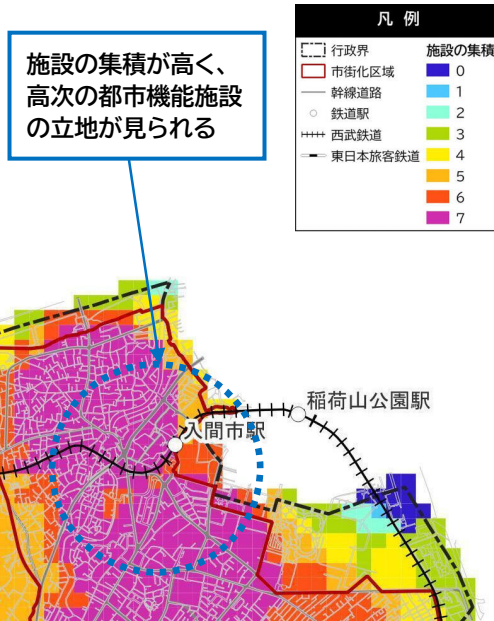 施設の集積が高く、
高次の都市機能施設
の立地が見られる
凡 例
行政界
市街化区域
幹線道路
鉄道駅
西武鉄道
東日本旅客鉄道
施設の集積
0
1
2
3
4
5
6
7
稲荷山公園駅
入間市駅